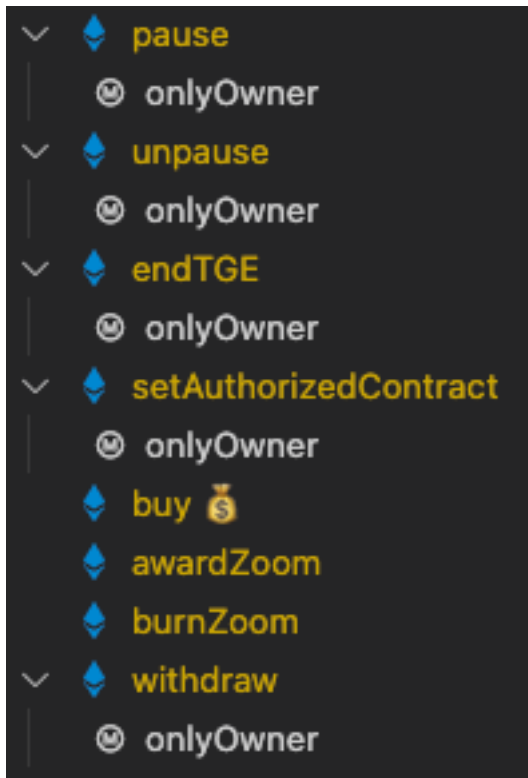 pause
onlyOwner
unpause
onlyOwner
endTGE
onlyOwner
setAuthorizedContract
onlyOwner
buy 💰
awardZoom
burnZoom
withdraw
onlyOwner